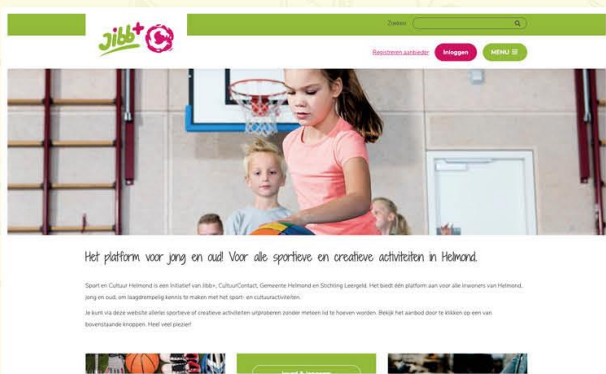 Zoeken
Jibb+
Registreren aanbieder
Inloggen
MENU
Het platform voor jong en oud! Voor alle sportieve en creatieve activiteiten in Helmond.
Sport en Cultuur Helmond is een initiatief van Jibb+, CultuurContact, Gemeente Helmond en Stichting Leergeld. Het biedt één platform aan voor alle inwoners van Helmond,
jong en oud, om laagdrempelig kennis te maken met het sport- en cultuuractiviteiten.
Je kunt via deze website allerlei sportieve of creatieve activiteiten uitproberen zonder meteen lid te hoeven worden. Bekijk het aanbod door te klikken op een van
bovenstaande knoppen. Heel veel plezier!